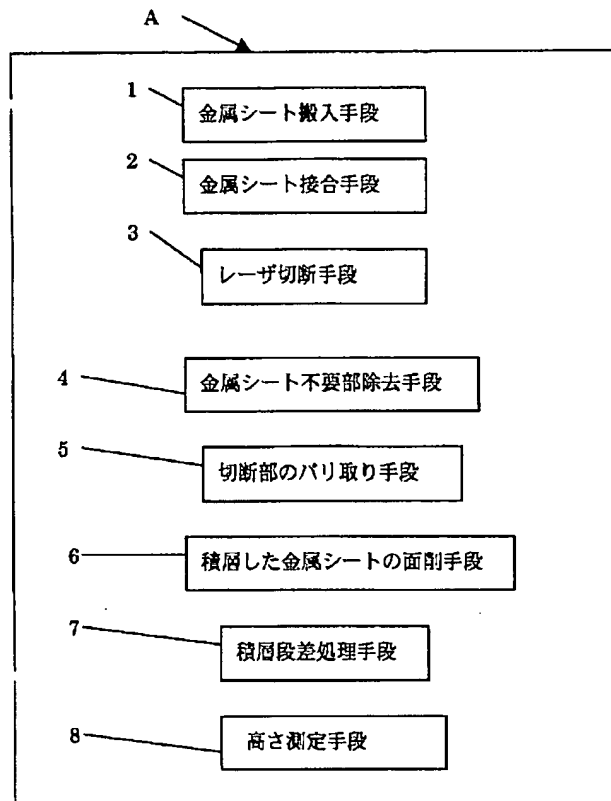 A
1
金属シート搬入手段
2
金属シート接合手段
3
レーザ切断手段
4
金属シート不要部除去手段
5
切断部のバリ取り手段
6
積層した金属シートの面削手段
7
積層段差処理手段
8
高さ測定手段